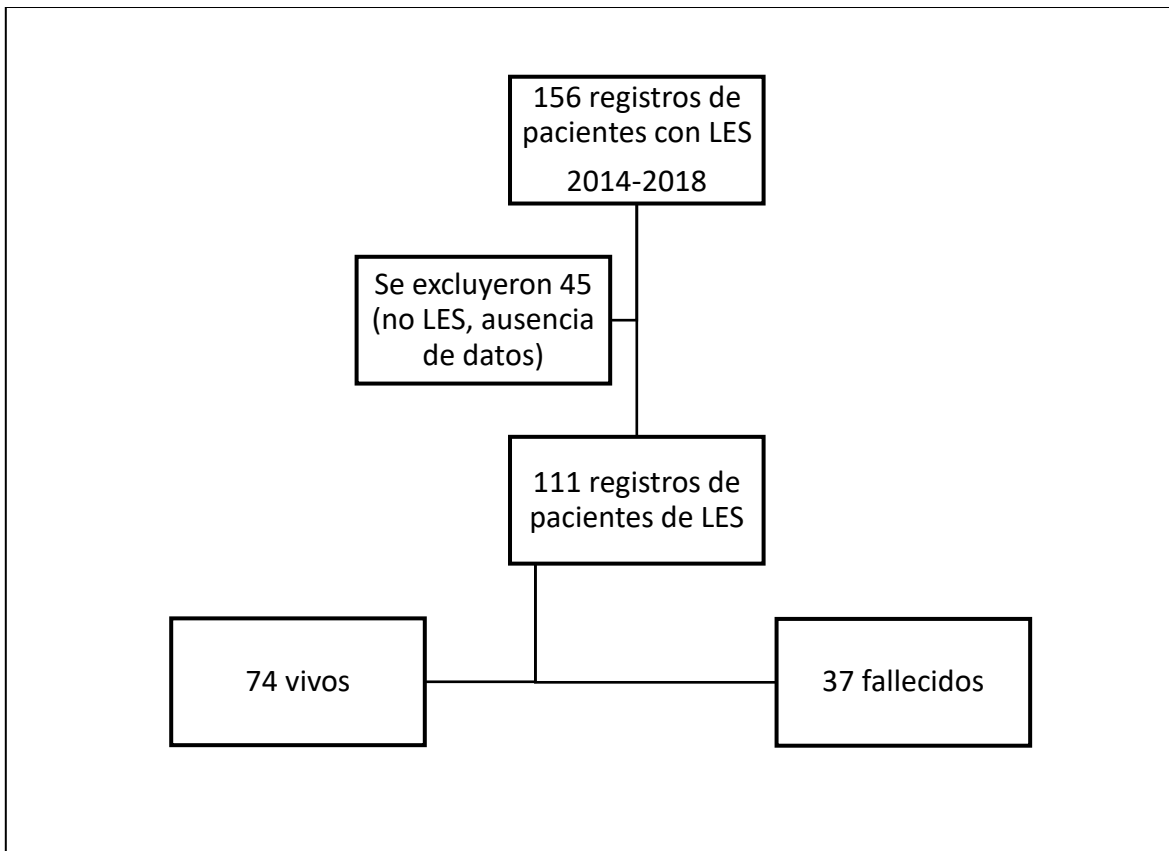 156 registros de
pacientes con LES
2014-2018
Se excluyeron 45
(no LES, ausencia
de datos)
111 registros de
pacientes de LES
74 vivos
37 fallecidos